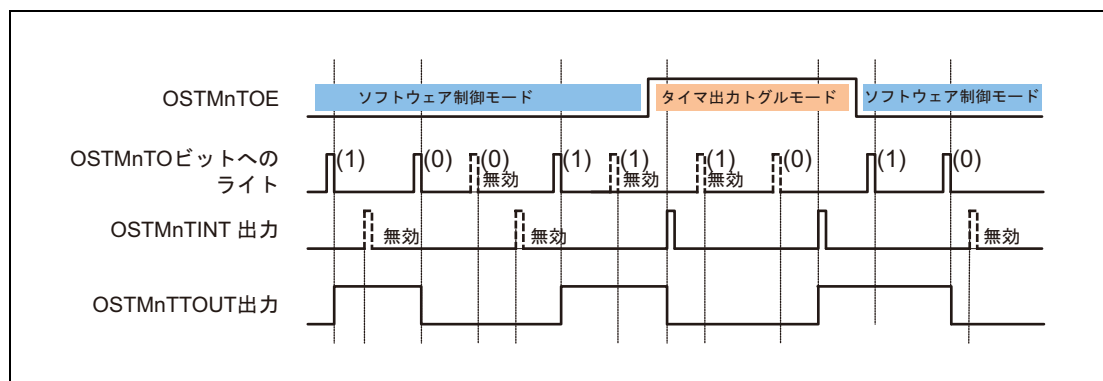 OSTMnTOE
ソフトウェア制御モード
タイマ出力トグルモード
ソフトウェア制御モード
OSTMnTOビットへの
ライト
(1)
(0)
(0)
無効
(1)
(1)
無効
(1)
無効
(0)
(1)
(0)
OSTMnTINT 出力
無効
無効
無効
OSTMnTTOUT出力